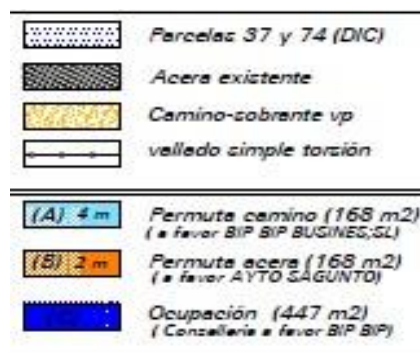 Parcelas 37 y 74 (DIC)
Acera existente
Camino-sobrante vp
vallado simple torsión
(A) 4 m Permuta camino (168 m2)
( a favor BIP BIP BUSINES;SL)
(B) 2 m Permuta acera (168 m2)
( a favor AYTO SAGUNTO)
Ocupación (447 m2)
( Conselleria a favor BIP BIP)